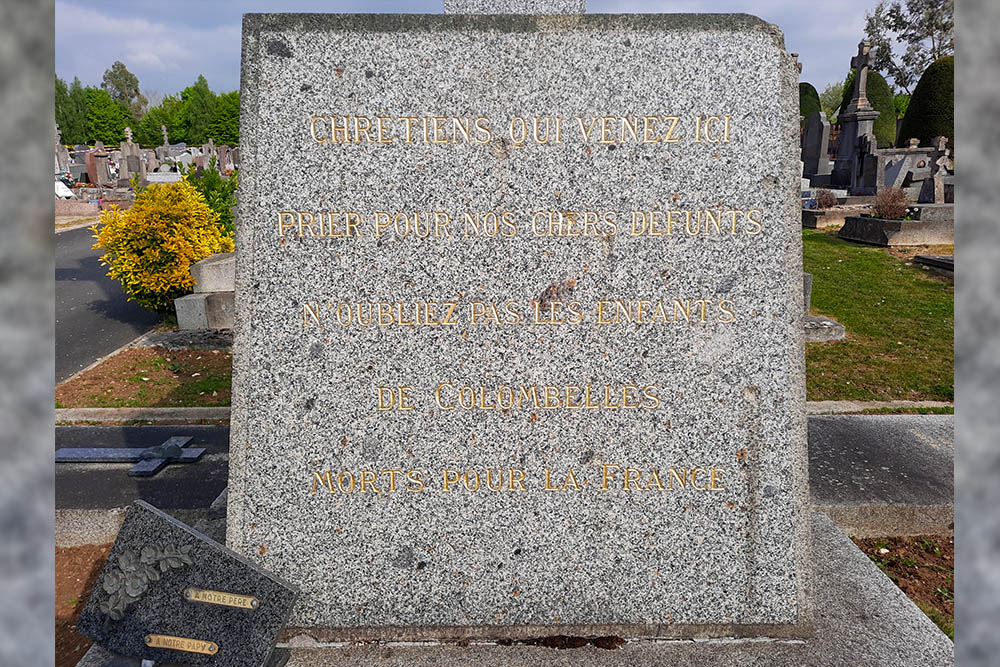 CHRETIENS QUI VENEZ ICI
PRIER POUR NOS CHERS DEFUNTS
N'OUBLIEZ PAS LES ENFANTS
DE COLOMBELLES
MORTS POUR LA FRANCE
A NOTRE PERE
A NOTRE PAPY